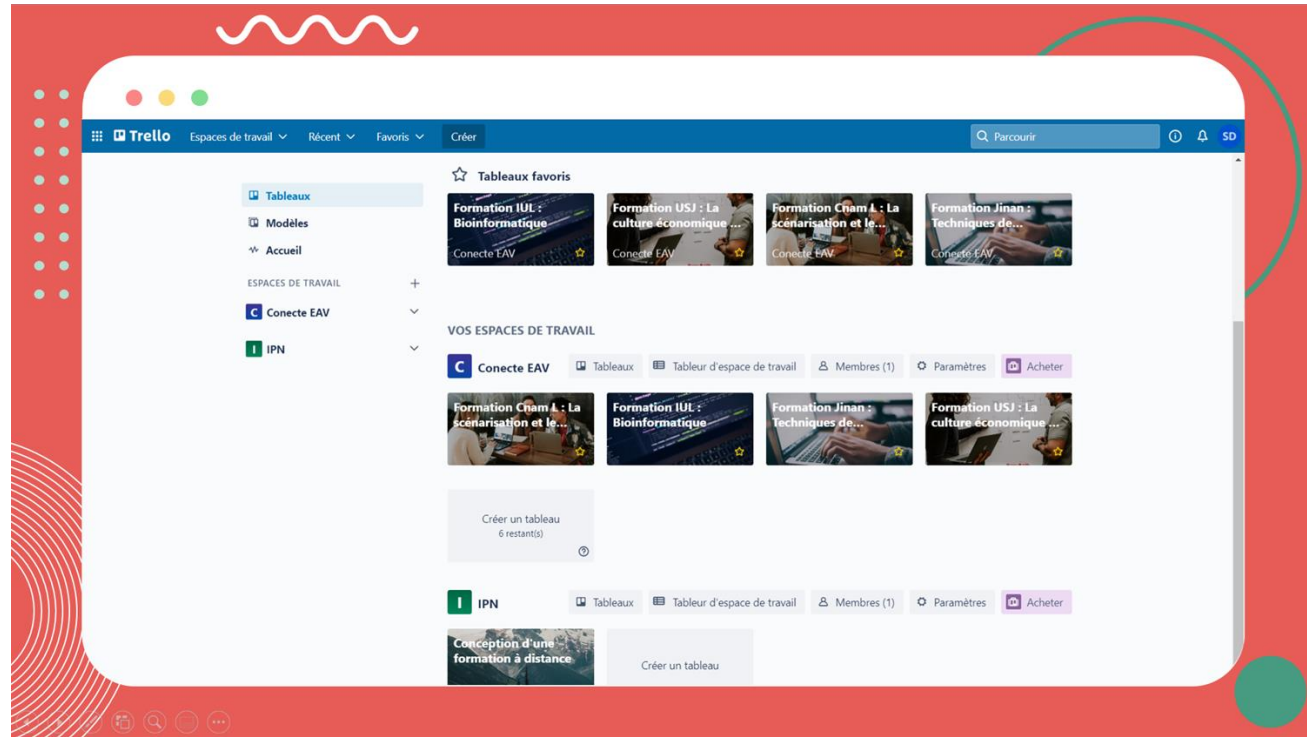 Trello Espaces de travail Récent Favoris Créer Parcourir SD
Tableaux
Modèles
Accueil
ESPACES DE TRAVAIL
C Conecte EAV
I IPN
Tableaux favoris
Formation IUL :
Bioinformatique
Conecte EAV
Formation USJ : La
culture économique ...
Conecte EAV
Formation Cnam L : La
scénarisation et le...
Conecte EAV
Formation Jinan :
Techniques de...
Conecte EAV
VOS ESPACES DE TRAVAIL
C Conecte EAV Tableaux Tableur d'espace de travail Membres (1) Paramètres Acheter
Formation Cnam L : La
scénarisation et le...
Formation IUL :
Bioinformatique
Formation Jinan :
Techniques de...
Formation USJ : La
culture économique ...
Créer un tableau
6 restant(s)
I IPN Tableaux Tableur d'espace de travail Membres (1) Paramètres Acheter
Conception d'une
formation à distance
Créer un tableau